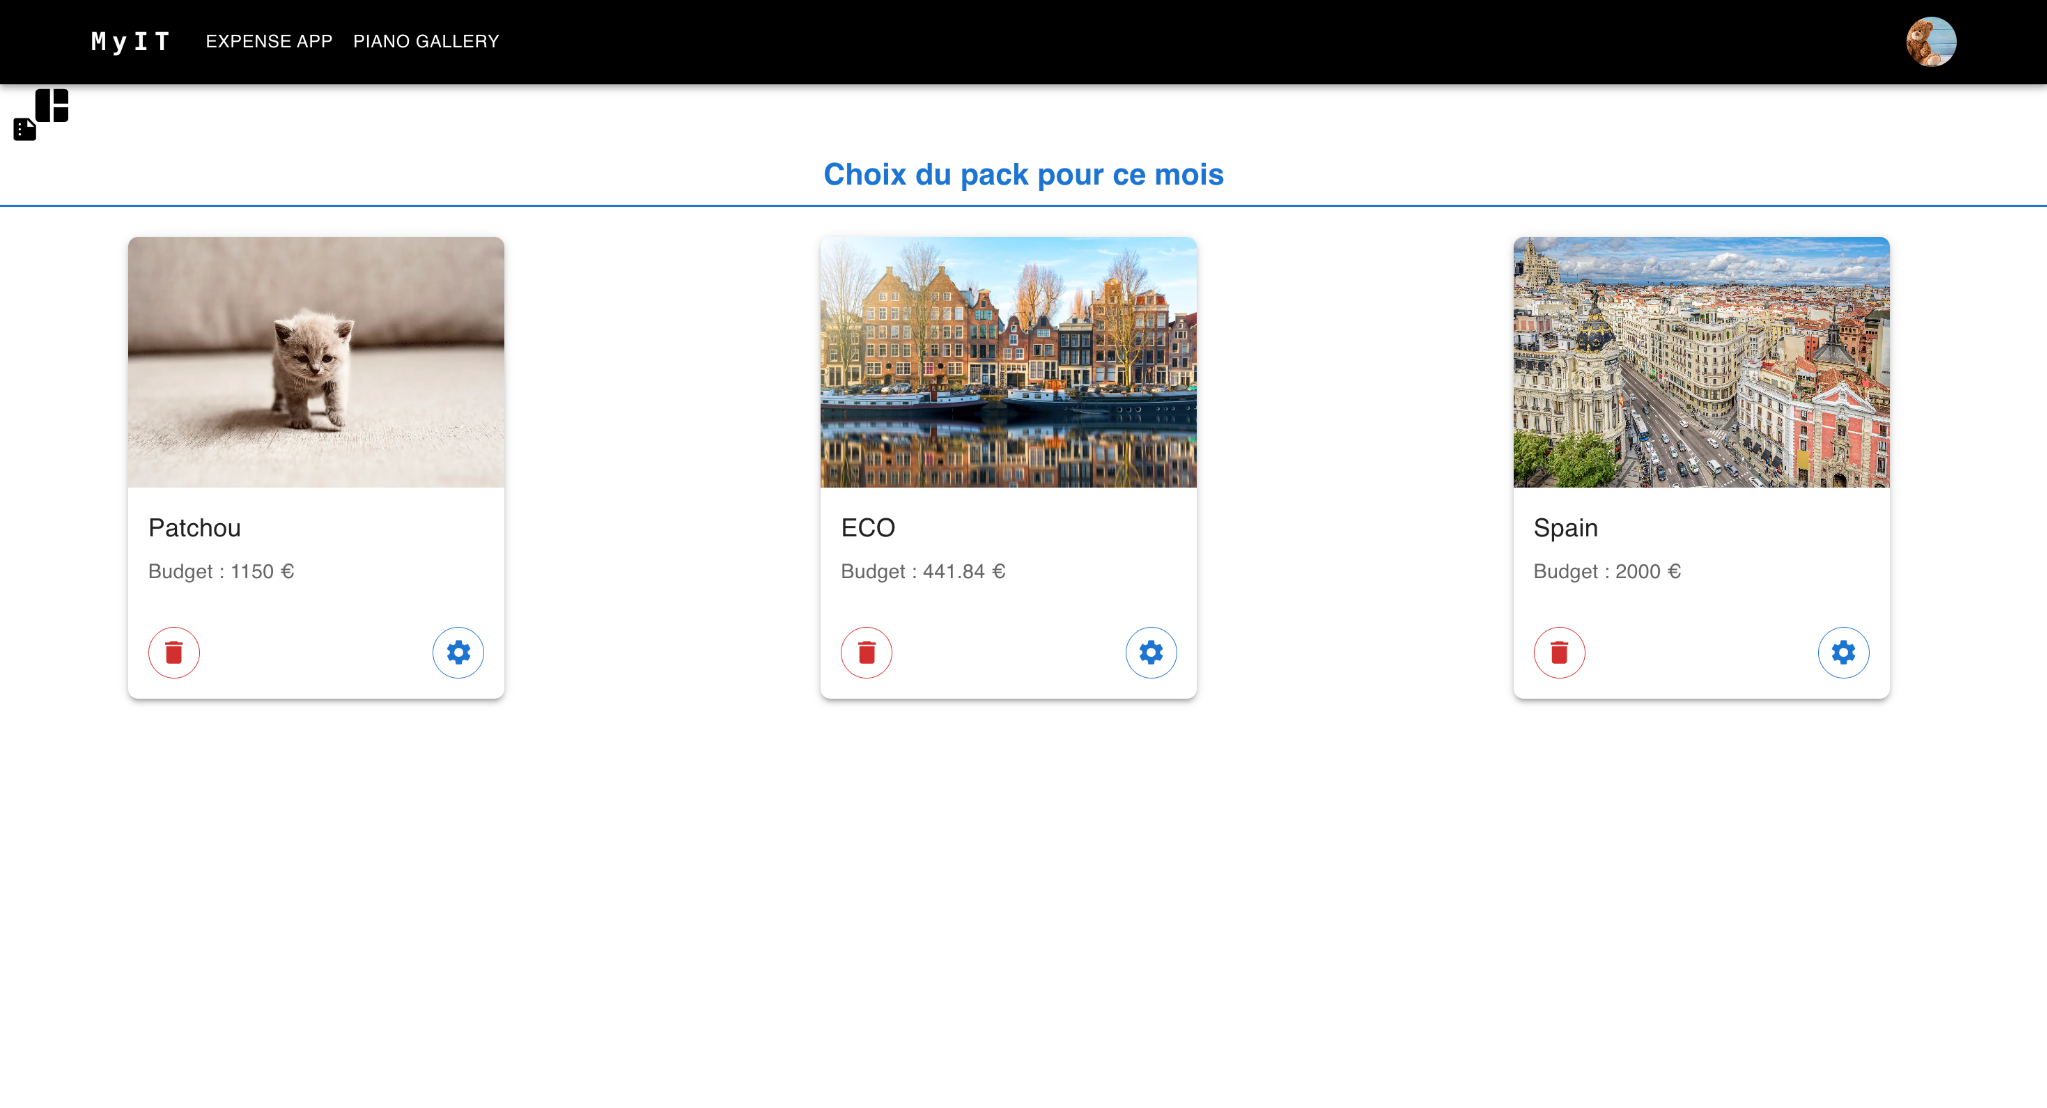 MyIT EXPENSE APP PIANO GALLERY
Choix du pack pour ce mois
Patchou
Budget : 1150 €
ECO
Budget : 441.84 €
Spain
Budget : 2000 €